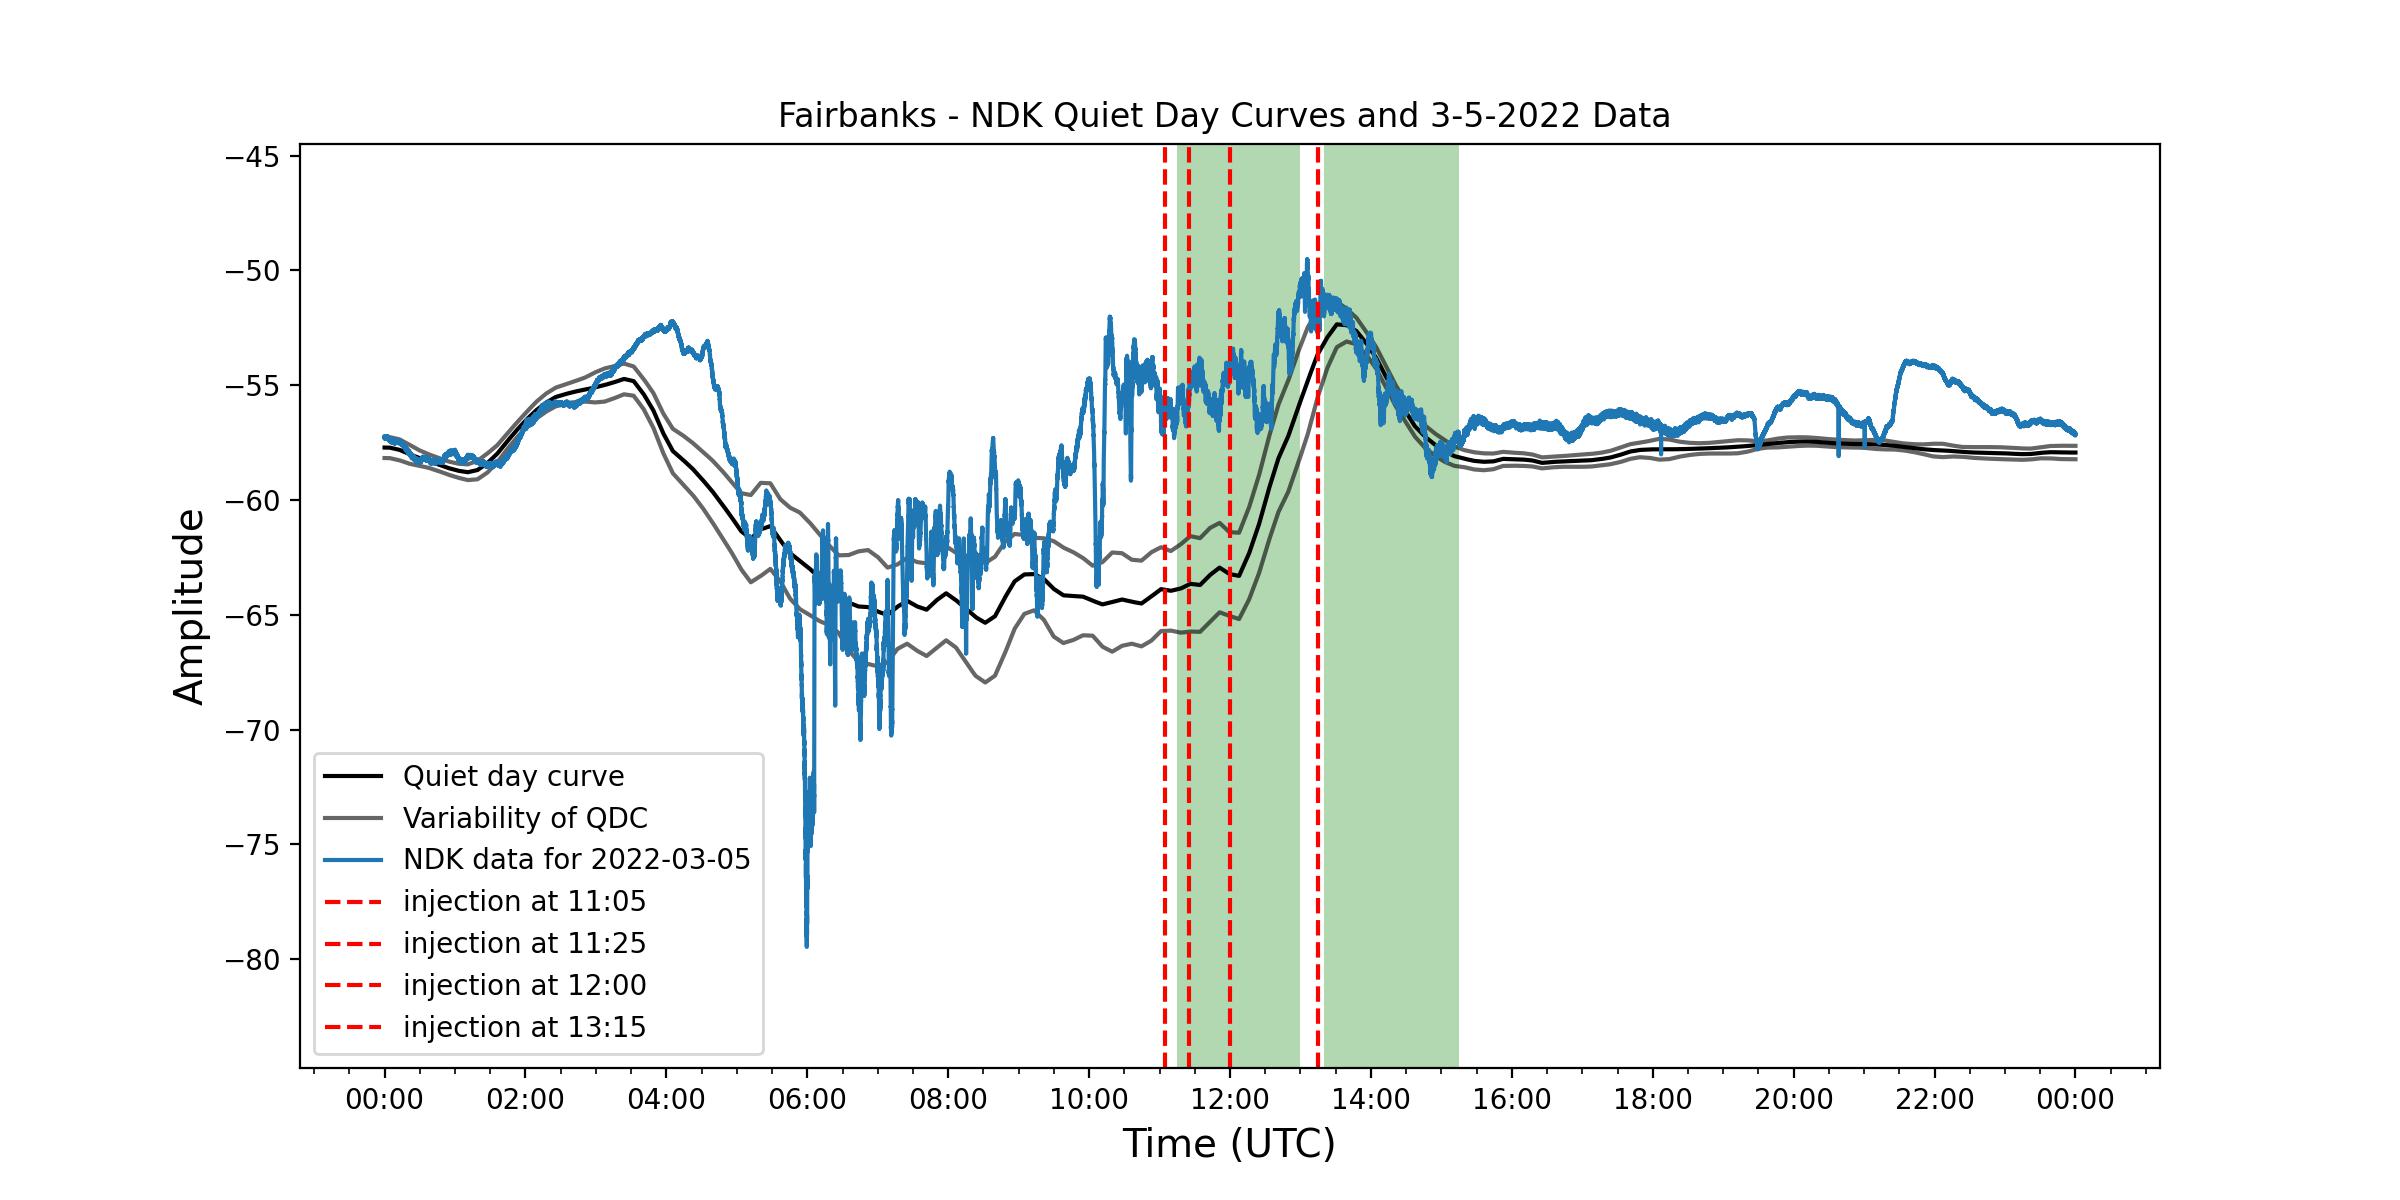 Fairbanks - NDK Quiet Day Curves and 3-5-2022 Data
−45
−50
−55
−60
−65
−70
−75
−80
Amplitude
Quiet day curve
Variability of QDC
NDK data for 2022-03-05
injection at 11:05
injection at 11:25
injection at 12:00
injection at 13:15
00:00 02:00 04:00 06:00 08:00 10:00 12:00 14:00 16:00 18:00 20:00 22:00 00:00
Time (UTC)